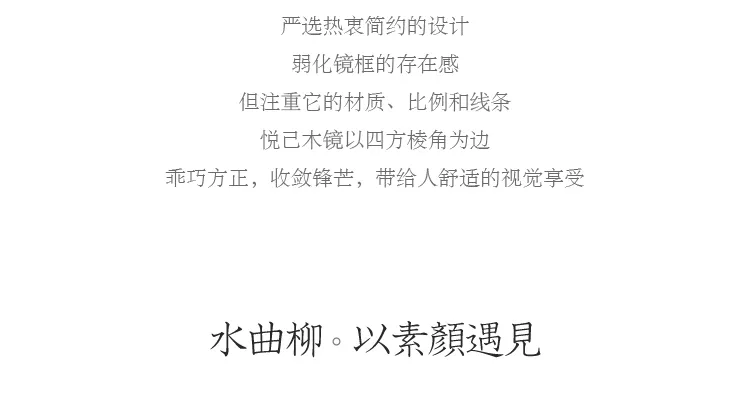 严选热衷简约的设计
弱化镜框的存在感
但注重它的材质、比例和线条
悦己木镜以四方棱角为边
乖巧方正，收敛锋芒，带给人舒适的视觉享受
水曲柳。以素顏遇見